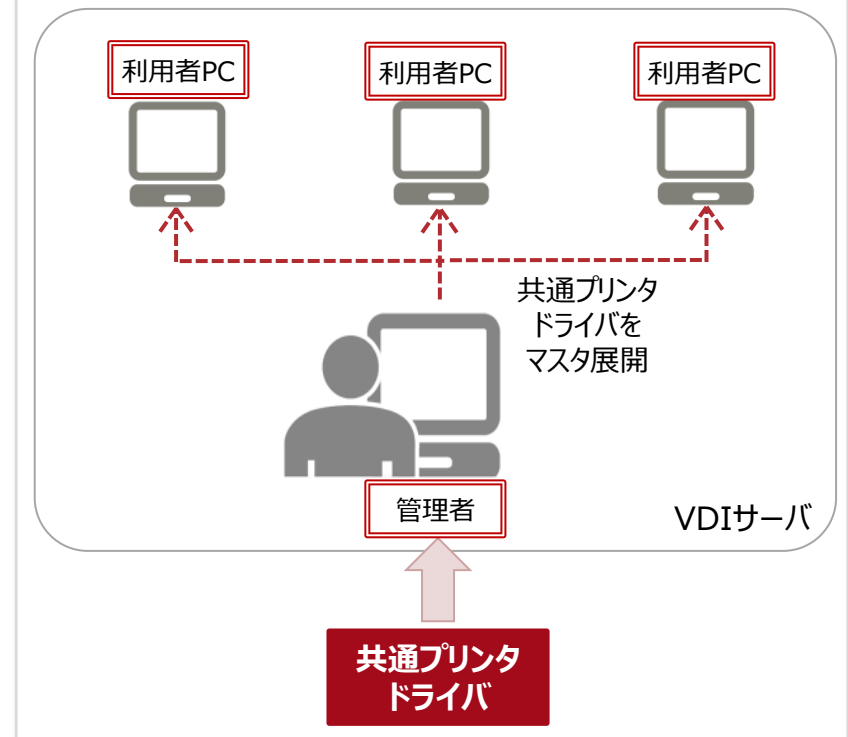 利用者PC
利用者PC
利用者PC
共通プリンタ
ドライバを
マスタ展開
管理者
VDIサーバ
共通プリンタ
ドライバ